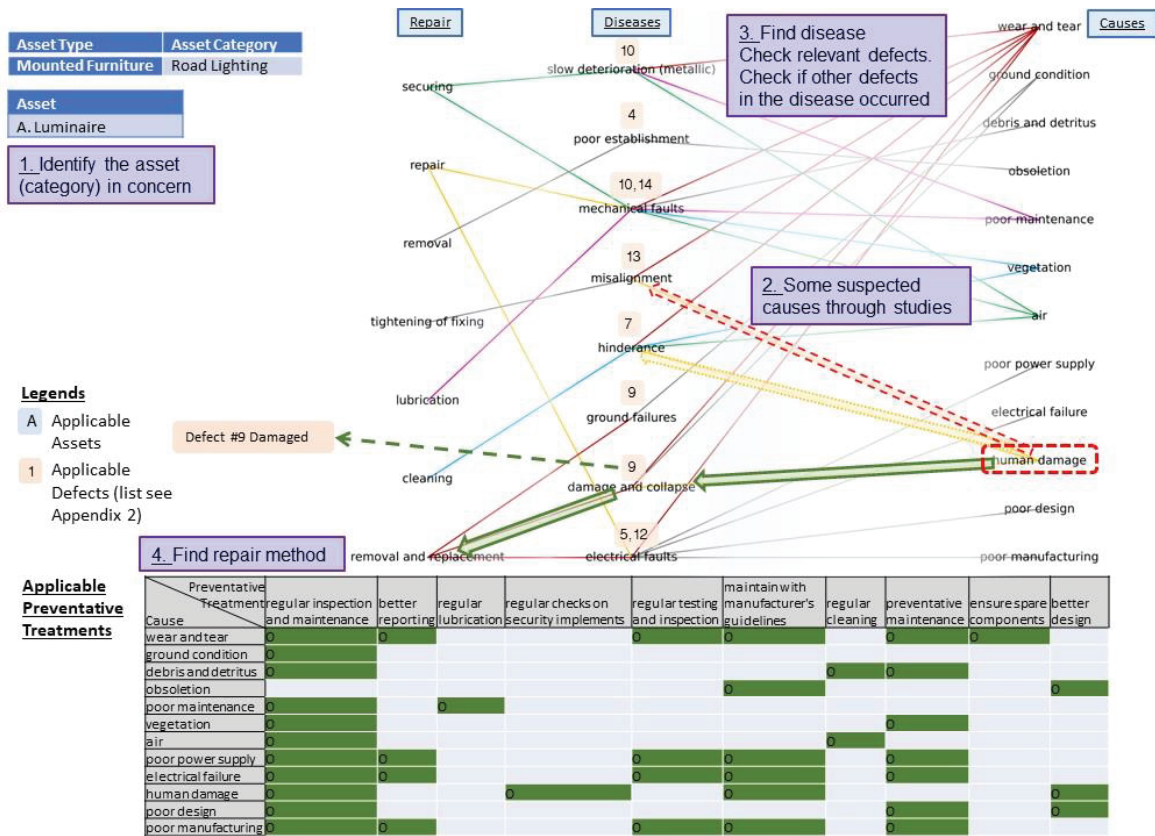 Repair
Diseases
Causes
Asset Type Asset Category
Mounted Furniture Road Lighting
Asset
A. Luminaire
1. Identify the asset
(category) in concern
3. Find disease
Check relevant defects.
Check if other defects
in the disease occurred
2. Some suspected
causes through studies
securing
repair
removal
tightening of fixing
lubrication
cleaning
removal and replacement
10
slow deterioration (metallic)
4
poor establishment
10, 14
mechanical faults
13
misalignment
7
hinderance
9
ground failures
9
damage and collapse
5, 12
electrical faults
wear and tear
ground condition
debris and detritus
obsoletion
poor maintenance
vegetation
air
poor power supply
electrical failure
human damage
poor design
poor manufacturing
Legends
A Applicable
Assets
1 Applicable
Defects (list see
Appendix 2)
Defect #9 Damaged
4. Find repair method
Applicable
Preventative
Treatments
Preventative
Treatment
Cause
regular inspection
and maintenance
better
reporting
regular
lubrication
regular checks on
security implements
regular testing
and inspection
maintain with
manufacturer's
guidelines
regular
cleaning
preventative
maintenance
ensure spare
components
better
design
wear and tear O O O O O O
ground condition O
debris and detritus O O O
obsoletion O O
poor maintenance O O
vegetation O O
air O O
poor power supply O O O O O
electrical failure O O O O O
human damage O O O O
poor design O O O
poor manufacturing O O O O O